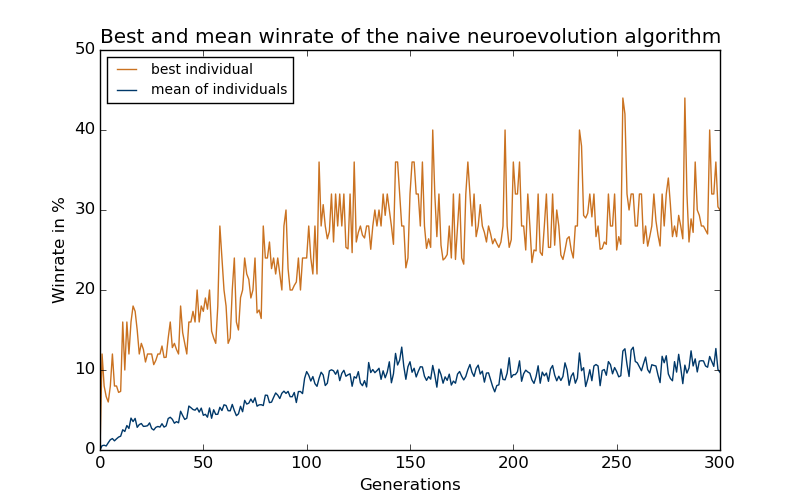 Best and mean winrate of the naive neuroevolution algorithm
50
40
30
20
10
0
best individual
mean of individuals
Winrate in %
0 50 100 150 200 250 300
Generations